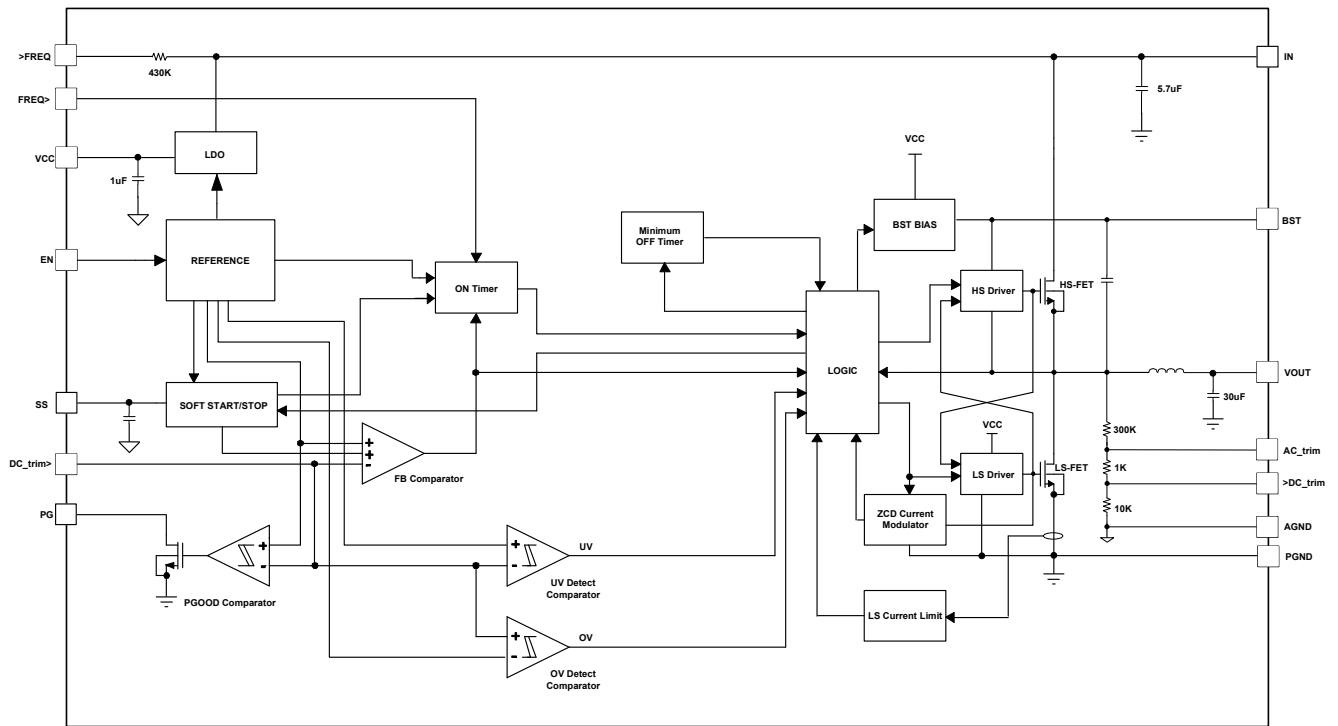 >FREQ
430K
IN
5.7uF
FREQ>
VCC
LDO
1uF
VCC
BST BIAS
BST
EN
REFERENCE
Minimum
OFF Timer
ON Timer
HS Driver
HS-FET
LOGIC
VOUT
30uF
SS
SOFT START/STOP
+
+
-
FB Comparator
DC_trim>
VCC
LS Driver
LS-FET
300K
AC_trim
1K
>DC_trim
10K
AGND
PGND
ZCD Current
Modulator
PG
+
-
PGOOD Comparator
+
-
UV
UV Detect
Comparator
LS Current Limit
+
-
OV
OV Detect
Comparator